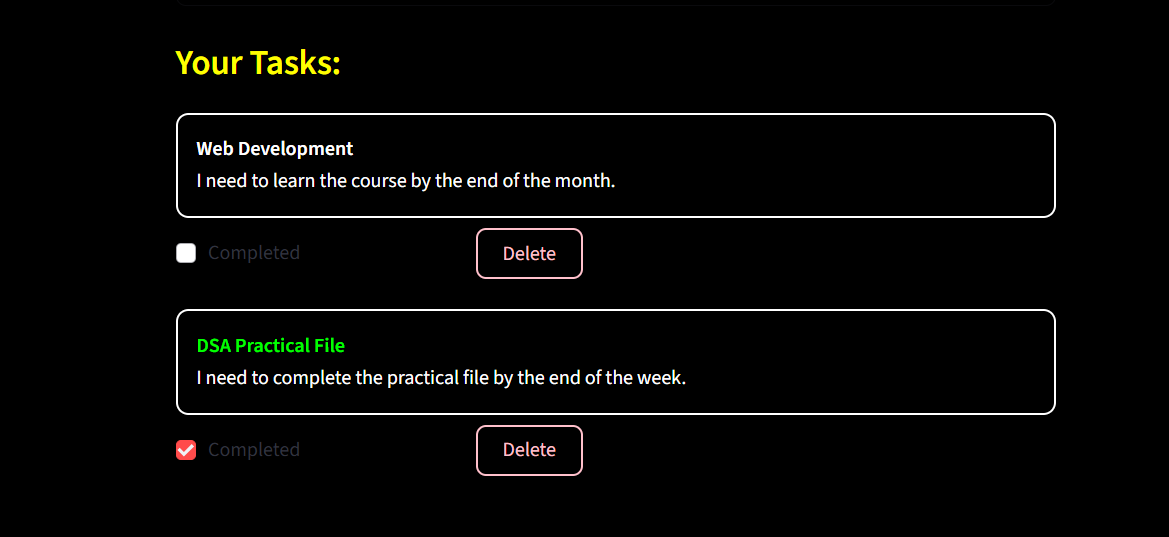 Your Tasks:
Web Development
I need to learn the course by the end of the month.
Completed
Delete
DSA Practical File
I need to complete the practical file by the end of the week.
Completed
Delete